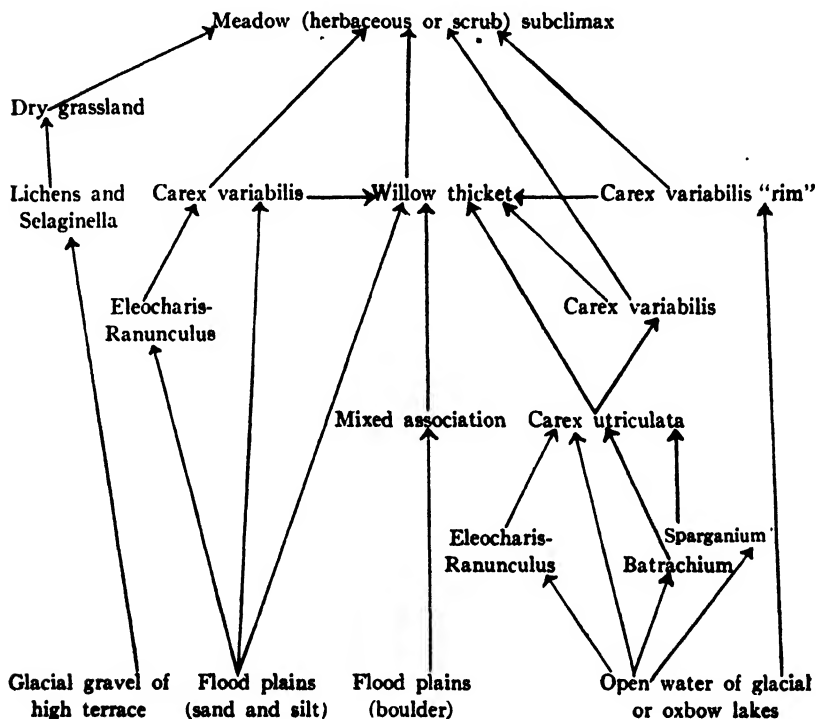 Meadow (herbaceous or scrub) subclimax
Dry grassland
Lichens and
Selaginella
Carex variabilis
Willow thicket
Carex variabilis "rim"
Eleocharis-
Ranunculus
Carex variabilis
Mixed association
Carex utriculata
Eleocharis-
Ranunculus
Sparganium
Batrachium
Glacial gravel of
high terrace
Flood plains
(sand and silt)
Flood plains
(boulder)
Open water of glacial
or oxbow lakes